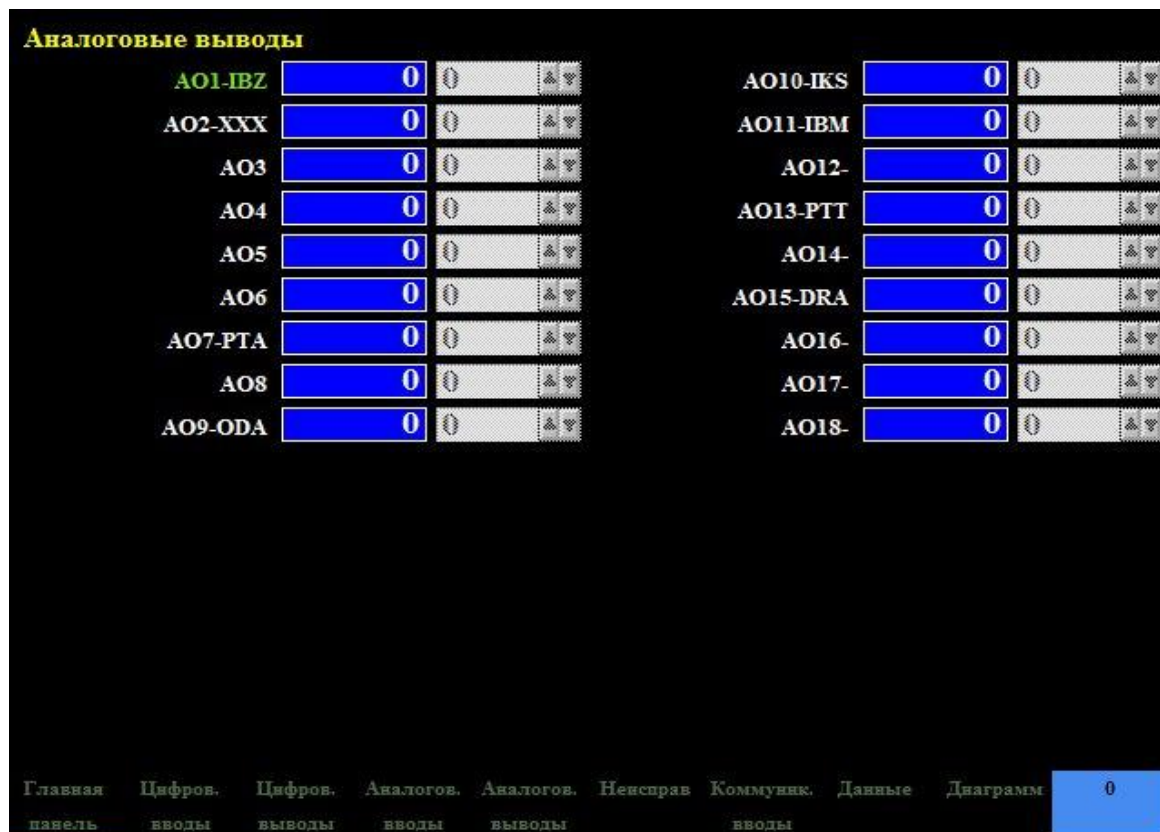 Аналоговые выводы
AO1-IBZ 0 0 AO10-IKS 0 0
AO2-XXX 0 0 AO11-IBM 0 0
AO3 0 0 AO12- 0 0
AO4 0 0 AO13-PTT 0 0
AO5 0 0 AO14- 0 0
AO6 0 0 AO15-DRA 0 0
AO7-PTA 0 0 AO16- 0 0
AO8 0 0 AO17- 0 0
AO9-ODA 0 0 AO18- 0 0
Главная Цифров. Цифров. Аналогов. Аналогов. Неисправ Коммуник. Данные Диаграмм 0
панель вводы выводы вводы выводы вводы